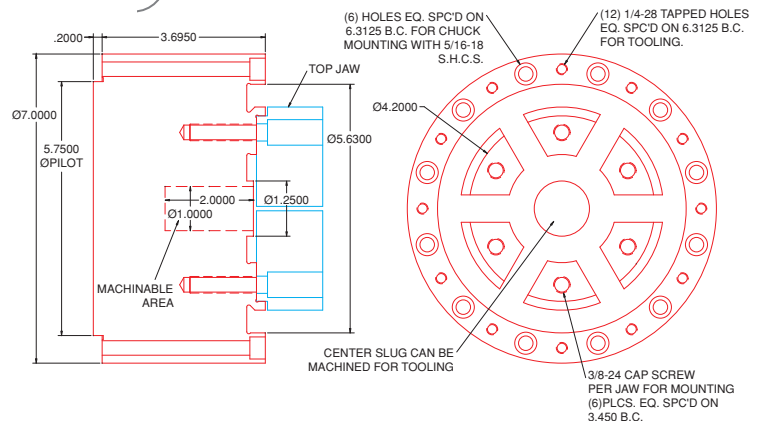 (6) HOLES EQ. SPC'D ON
6.3125 B.C. FOR CHUCK
MOUNTING WITH 5/16-18
S.H.C.S.
(12) 1/4-28 TAPPED HOLES
EQ. SPC'D ON 6.3125 B.C.
FOR TOOLING.
.2000
3.6950
TOP JAW
Ø4.2000
Ø7.0000
5.7500
ØPILOT
Ø5.6300
2.0000
Ø1.2500
Ø1.0000
MACHINABLE
AREA
CENTER SLUG CAN BE
MACHINED FOR TOOLING
3/8-24 CAP SCREW
PER JAW FOR MOUNTING
(6)PLCS. EQ. SPC'D ON
3.450 B.C.